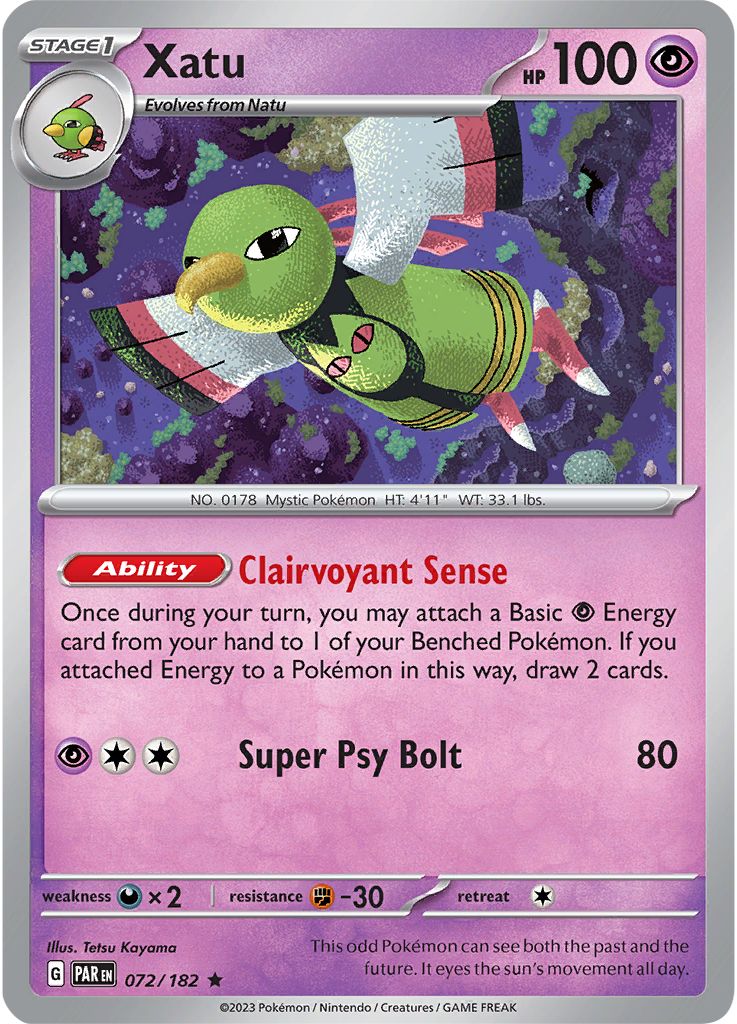 STAGE 1
Xatu
HP 100
Evolves from Natu
NO. 0178 Mystic Pokémon HT: 4'11" WT: 33.1 lbs.
Ability Clairvoyant Sense
Once during your turn, you may attach a Basic Energy
card from your hand to 1 of your Benched Pokémon. If you
attached Energy to a Pokémon in this way, draw 2 cards.
Super Psy Bolt 80
weakness ×2 resistance -30 retreat
Illus. Tetsu Kayama
This odd Pokémon can see both the past and the
future. It eyes the sun's movement all day.
G PAR EN 072/182 ★
©2023 Pokémon / Nintendo / Creatures / GAME FREAK